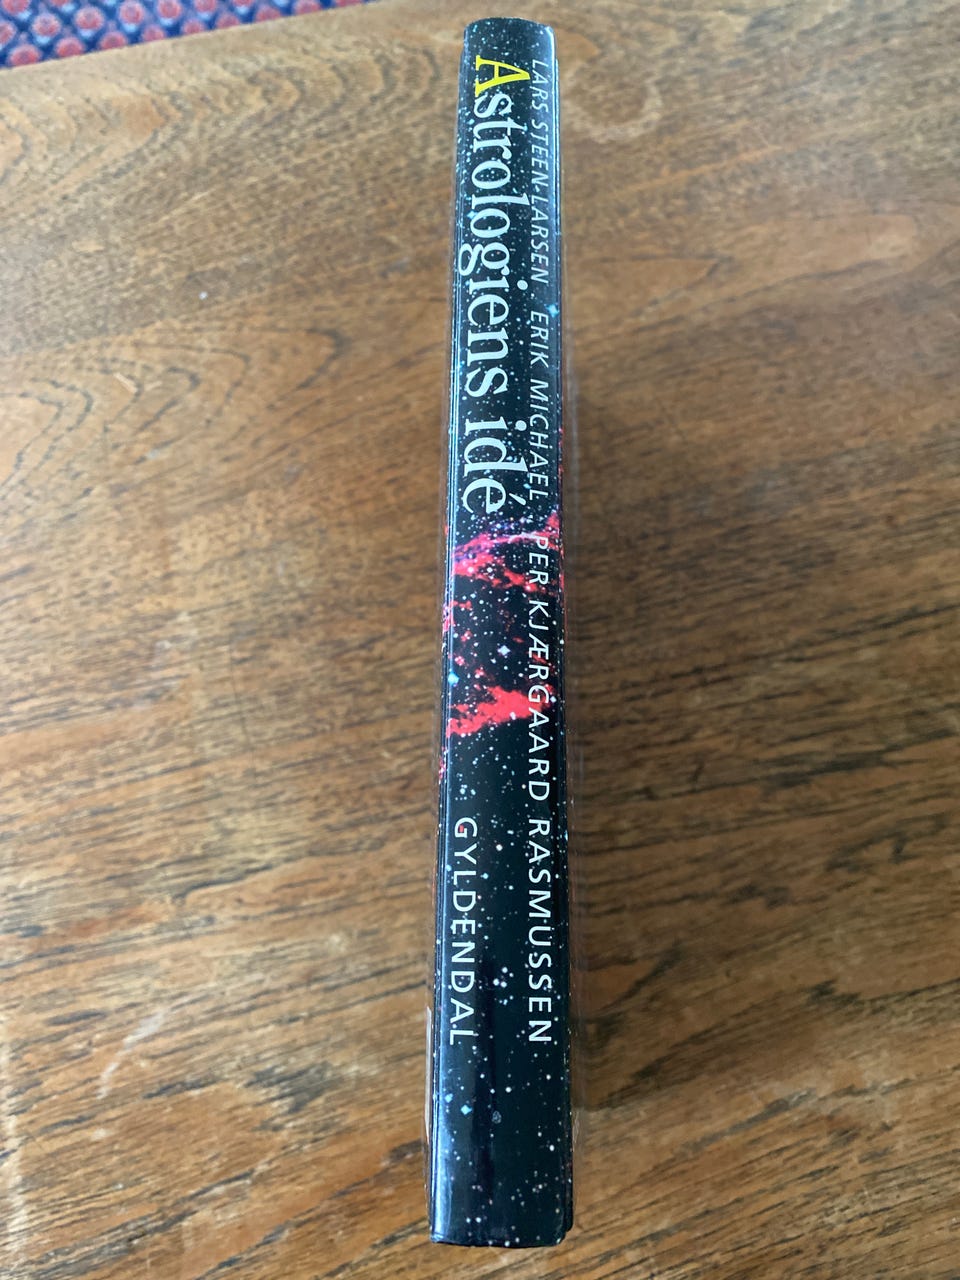 LARS STEEN-LARSEN ERIK MICHAEL PER KJÆRGAARD RASMUSSEN
Astrologiens idé
GYLDENDAL